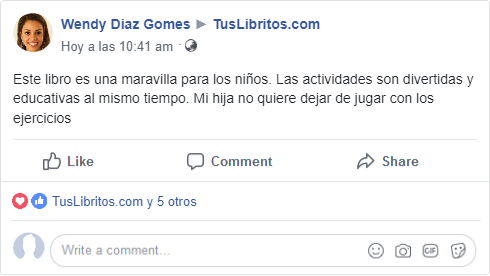 Wendy Diaz Gomes ▶ TusLibritos.com
Hoy a las 10:41 am ·
Este libro es una maravilla para los niños. Las actividades son divertidas y
educativas al mismo tiempo. Mi hija no quiere dejar de jugar con los
ejercicios
Like Comment Share
TusLibritos.com y 5 otros
Write a comment... GIF